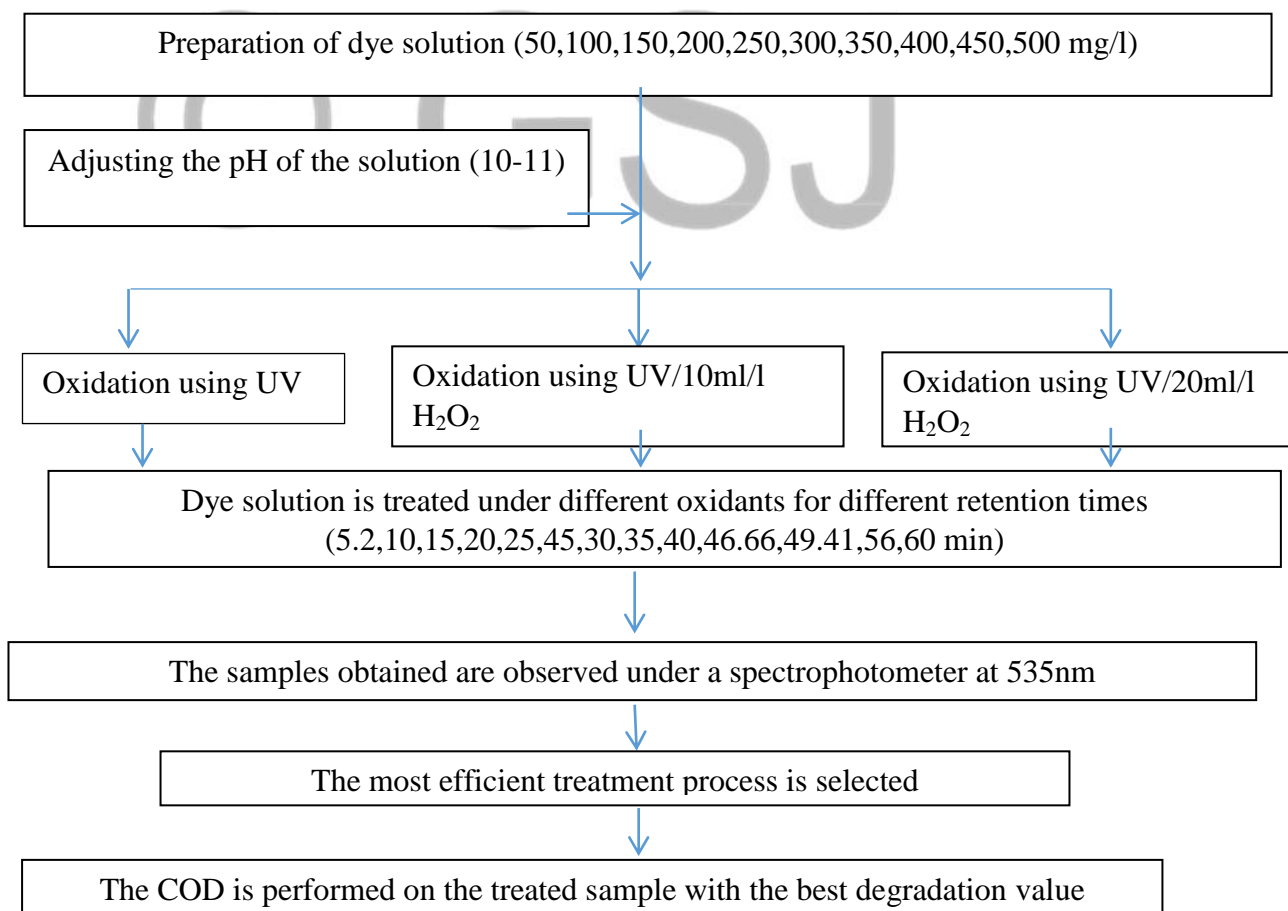 Preparation of dye solution (50,100,150,200,250,300,350,400,450,500 mg/l)
© GSJ
Adjusting the pH of the solution (10-11)
Oxidation using UV
Oxidation using UV/10ml/l
H₂O₂
Oxidation using UV/20ml/l
H₂O₂
Dye solution is treated under different oxidants for different retention times
(5.2,10,15,20,25,45,30,35,40,46.66,49.41,56,60 min)
The samples obtained are observed under a spectrophotometer at 535nm
The most efficient treatment process is selected
The COD is performed on the treated sample with the best degradation value